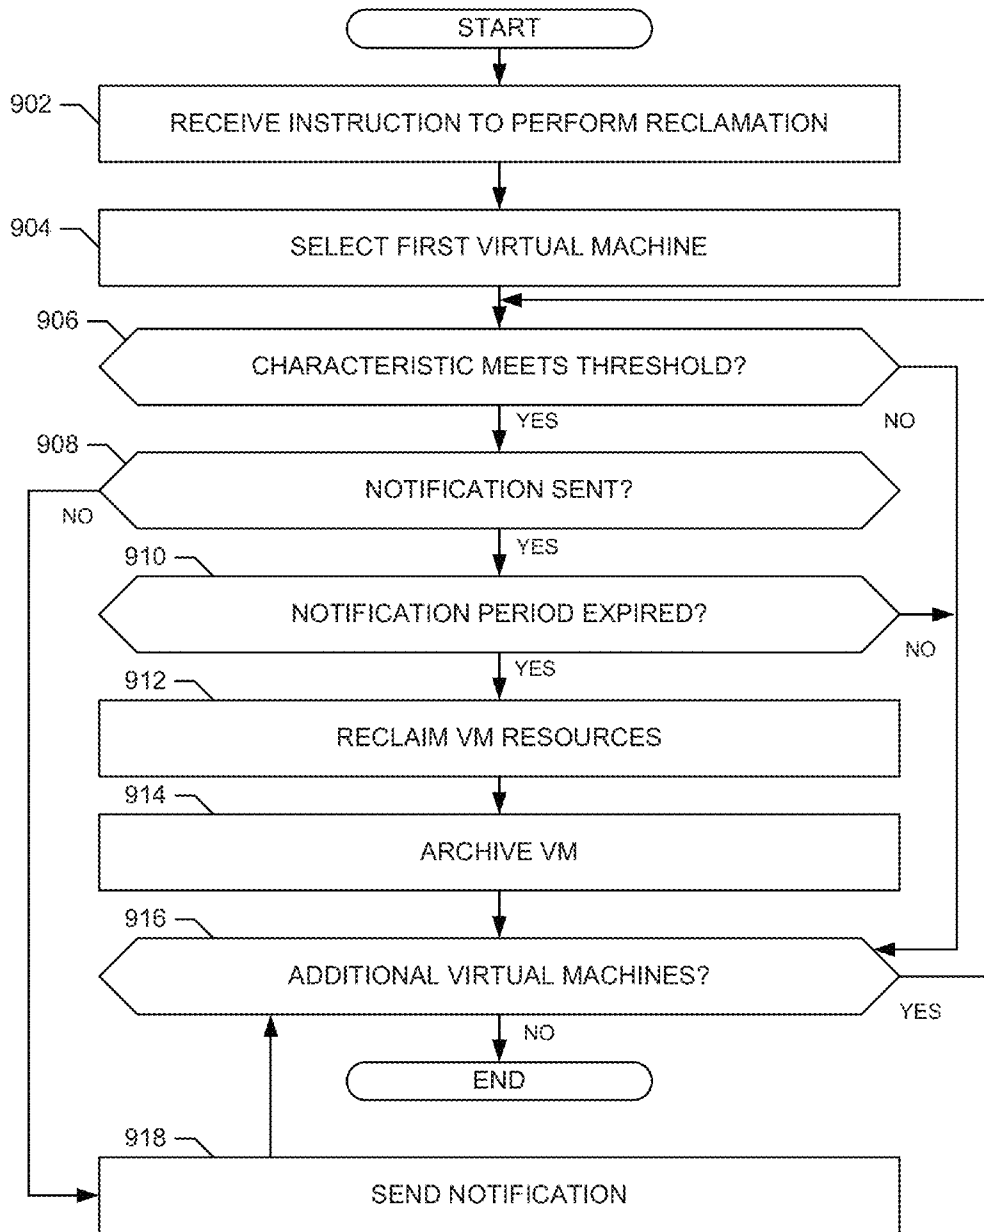 START
902
RECEIVE INSTRUCTION TO PERFORM RECLAMATION
904
SELECT FIRST VIRTUAL MACHINE
906
CHARACTERISTIC MEETS THRESHOLD?
YES
NO
908
NOTIFICATION SENT?
NO
YES
910
NOTIFICATION PERIOD EXPIRED?
NO
YES
912
RECLAIM VM RESOURCES
914
ARCHIVE VM
916
ADDITIONAL VIRTUAL MACHINES?
YES
NO
END
918
SEND NOTIFICATION